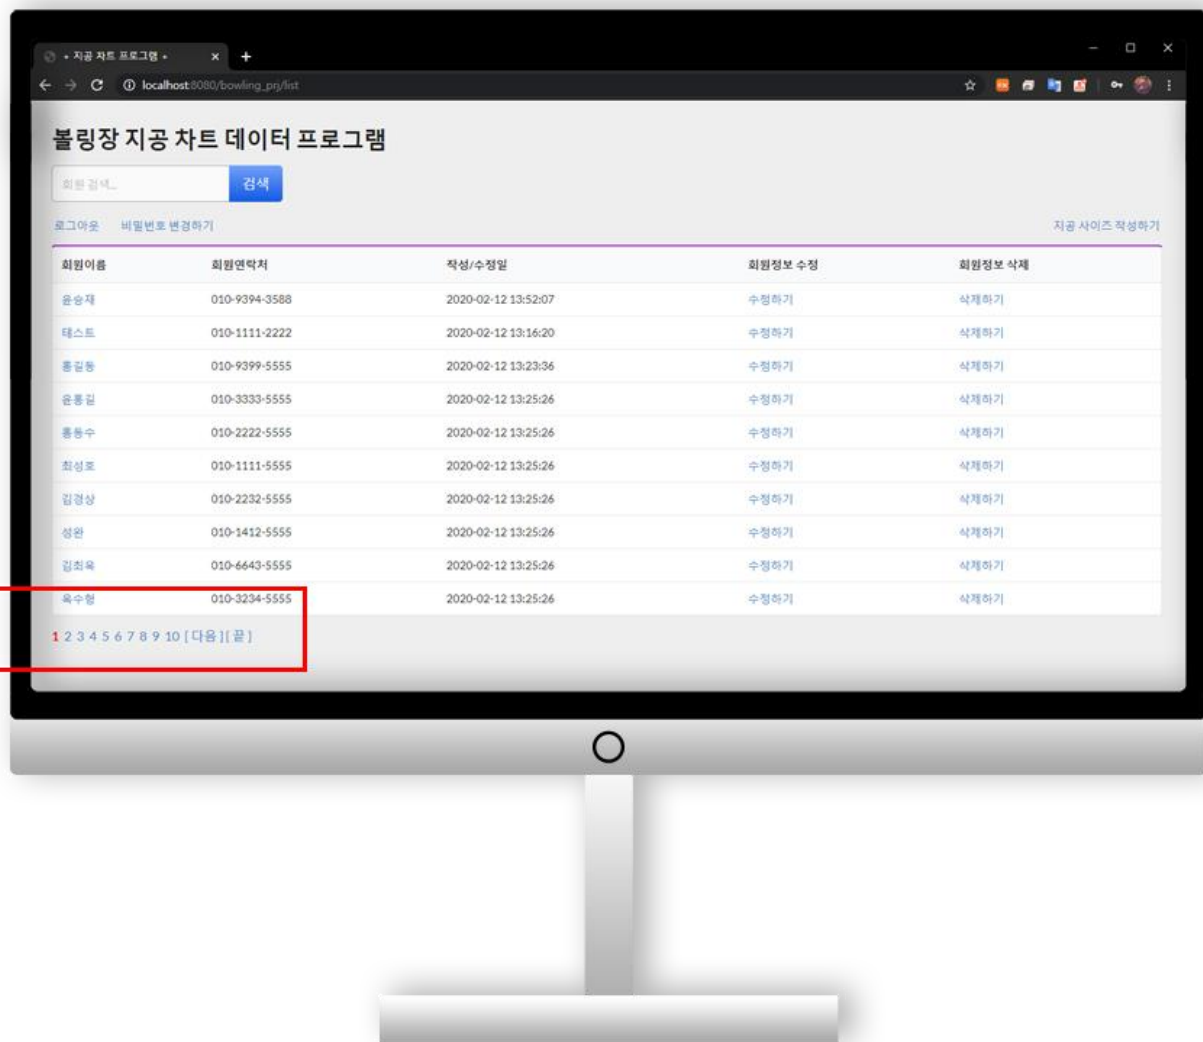 + 지공 차트 프로그램 +
localhost:8080/bowling_prj/list
볼링장 지공 차트 데이터 프로그램
회원 검색... 검색
로그아웃 비밀번호 변경하기 지공 사이즈 작성하기
회원이름 회원연락처 작성/수정일 회원정보 수정 회원정보 삭제
윤승재 010-9394-3588 2020-02-12 13:52:07 수정하기 삭제하기
테스트 010-1111-2222 2020-02-12 13:16:20 수정하기 삭제하기
홍길동 010-9399-5555 2020-02-12 13:23:36 수정하기 삭제하기
윤홍길 010-3333-5555 2020-02-12 13:25:26 수정하기 삭제하기
홍동수 010-2222-5555 2020-02-12 13:25:26 수정하기 삭제하기
최성호 010-1111-5555 2020-02-12 13:25:26 수정하기 삭제하기
김경상 010-2232-5555 2020-02-12 13:25:26 수정하기 삭제하기
성완 010-1412-5555 2020-02-12 13:25:26 수정하기 삭제하기
김최옥 010-6643-5555 2020-02-12 13:25:26 수정하기 삭제하기
옥수형 010-3234-5555 2020-02-12 13:25:26 수정하기 삭제하기
1 2 3 4 5 6 7 8 9 10 [ 다음 ][ 끝 ]